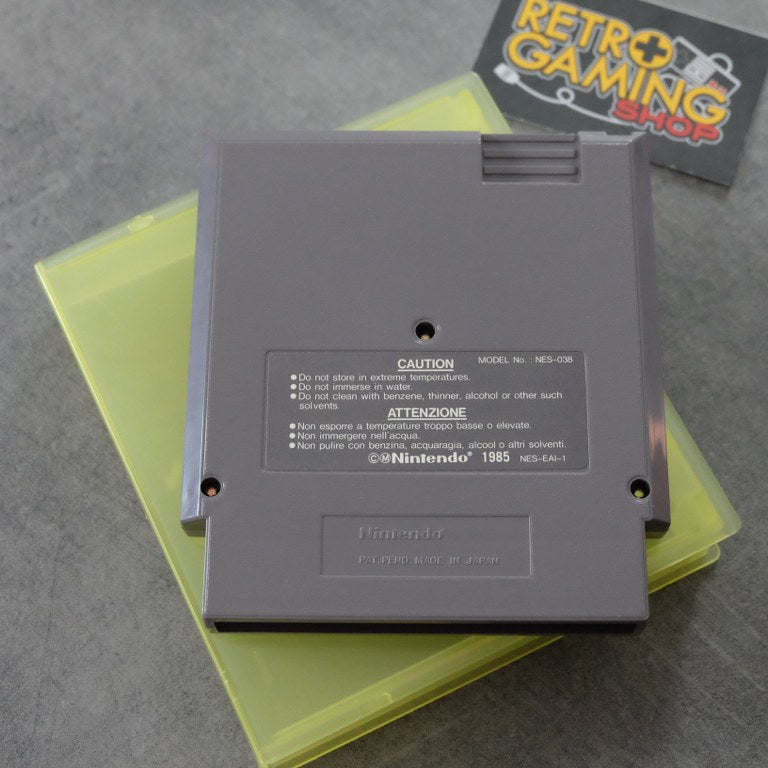 RETRO
GAMING
SHOP
CAUTION MODEL No. : NES-038
● Do not store in extreme temperatures.
● Do not immerse in water.
● Do not clean with benzene, thinner, alcohol or other such
solvents.
ATTENZIONE
● Non esporre a temperature troppo basse o elevate.
● Non immergere nell'acqua.
● Non pulire con benzina, acquaragia, alcool o altri solventi.
©ⓂNintendo® 1985 NES-EAI-1
Nintendo®
PAT. PEND. MADE IN JAPAN